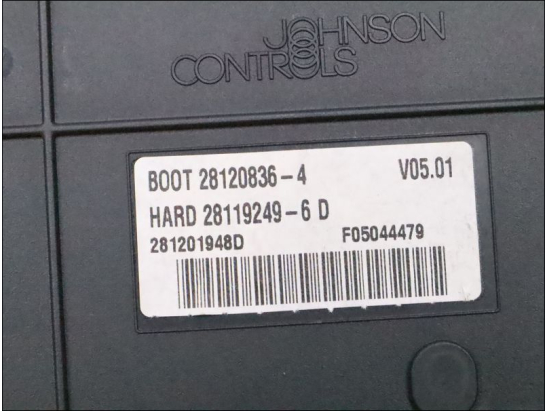 JOHNSON
CONTROLS
BOOT 28120836-4 V05.01
HARD 28119249-6 D
281201948D F05044479